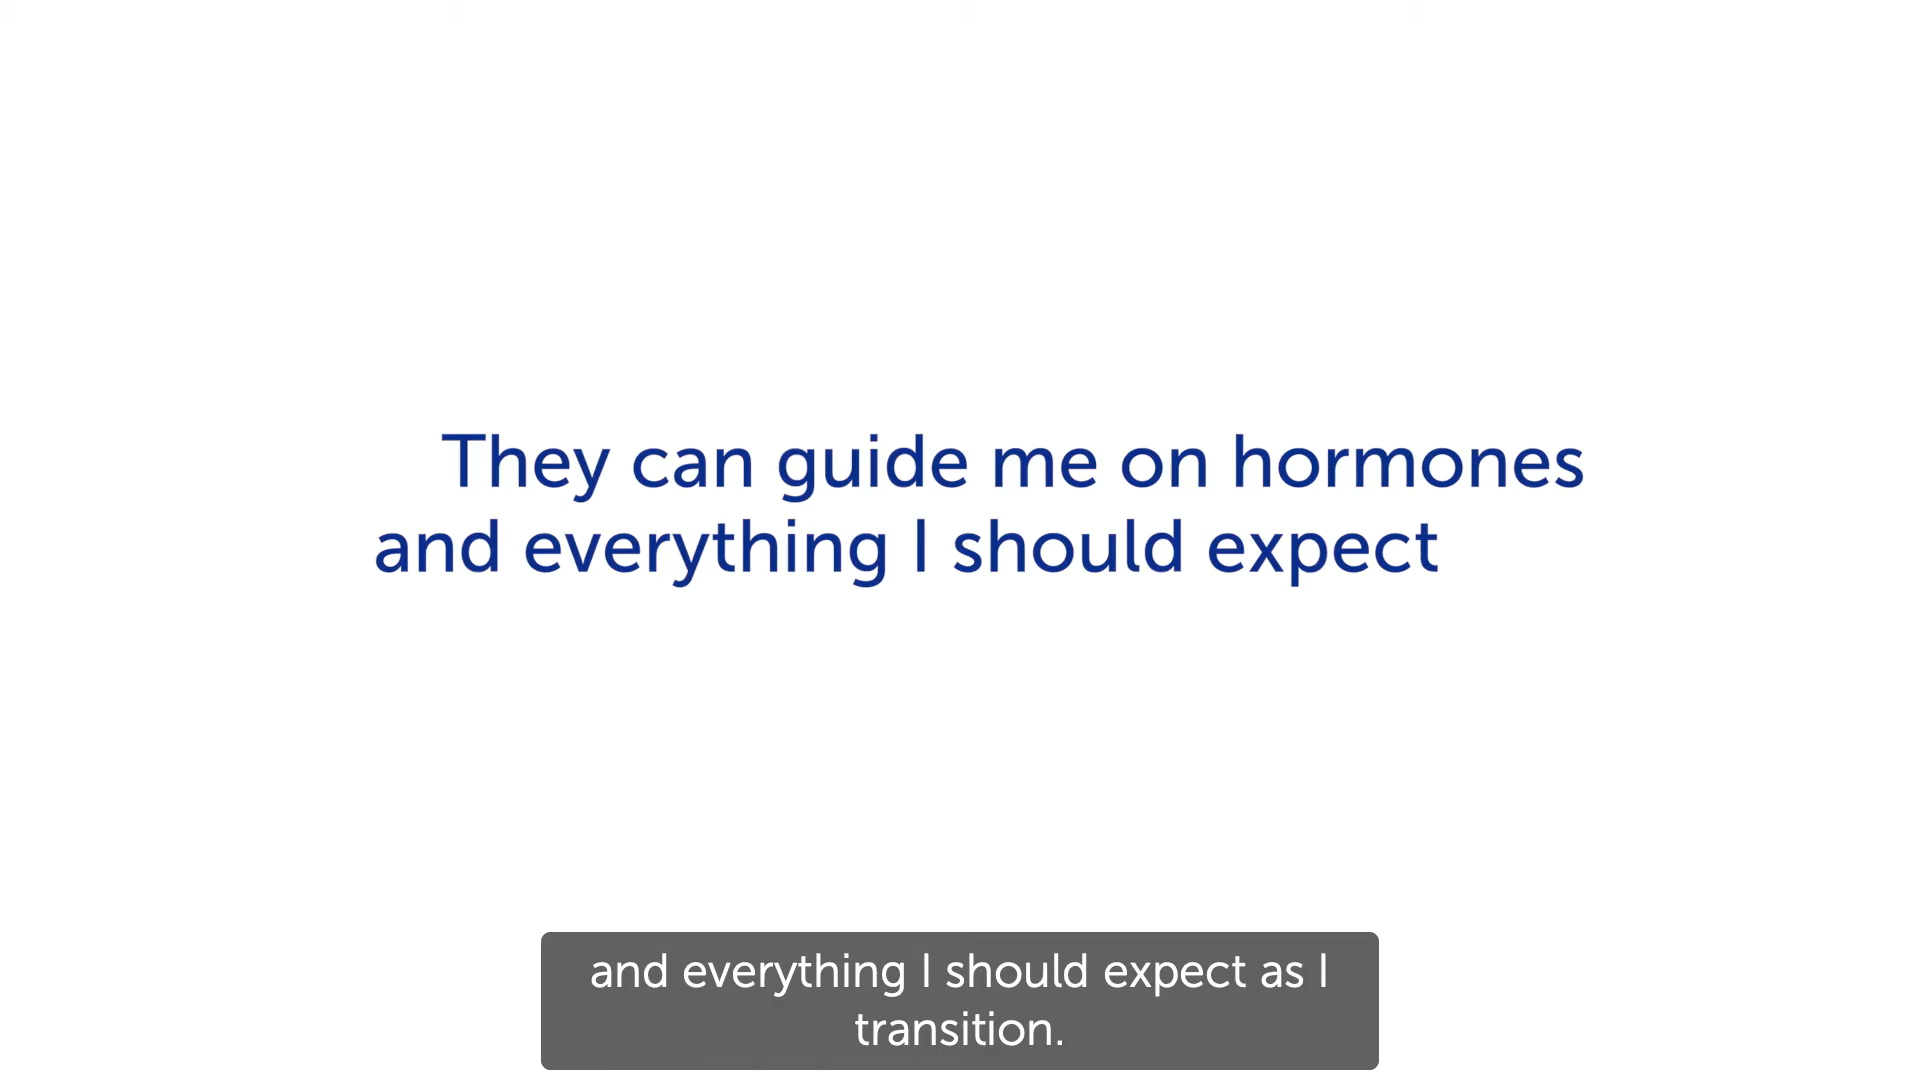 They can guide me on hormones
and everything I should expect
and everything I should expect as I
transition.